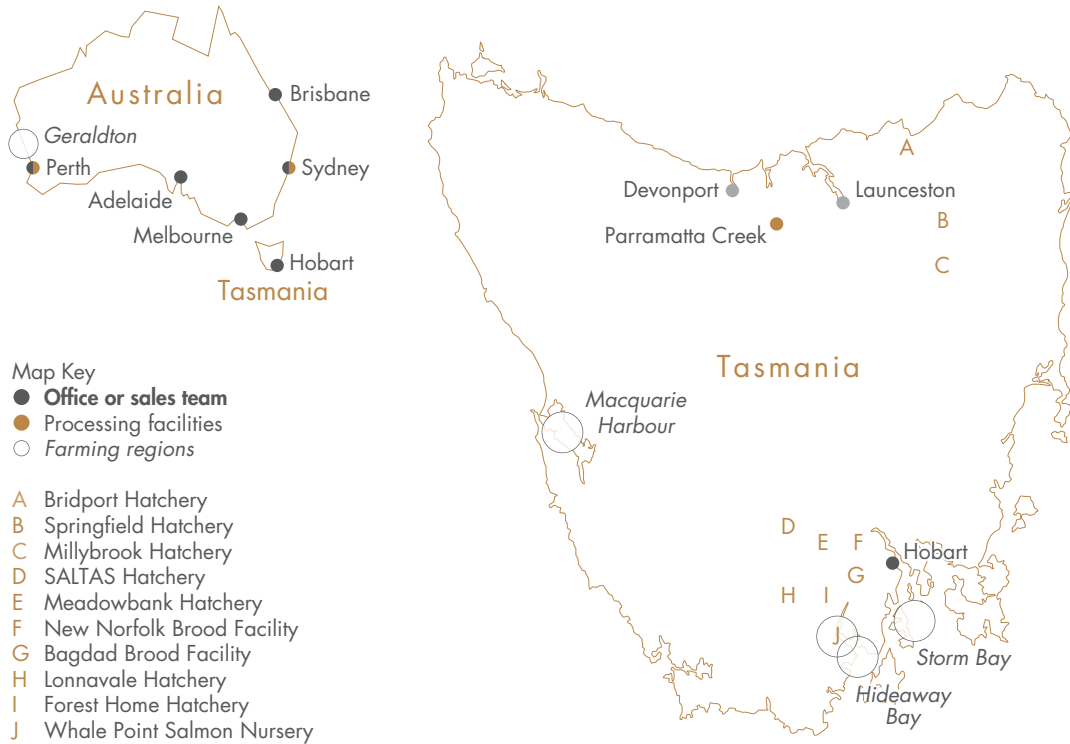 Australia
Brisbane
Geraldton
Perth
Sydney
Adelaide
Melbourne
Hobart
Tasmania
Map Key
Office or sales team
Processing facilities
Farming regions
A Bridport Hatchery
B Springfield Hatchery
C Millybrook Hatchery
D SALTAS Hatchery
E Meadowbank Hatchery
F New Norfolk Brood Facility
G Bagdad Brood Facility
H Lonnavale Hatchery
I Forest Home Hatchery
J Whale Point Salmon Nursery
A
Devonport
Launceston
B
Parramatta Creek
C
Tasmania
Macquarie
Harbour
D
E
F
Hobart
G
H
I
J
Storm Bay
Hideaway
Bay